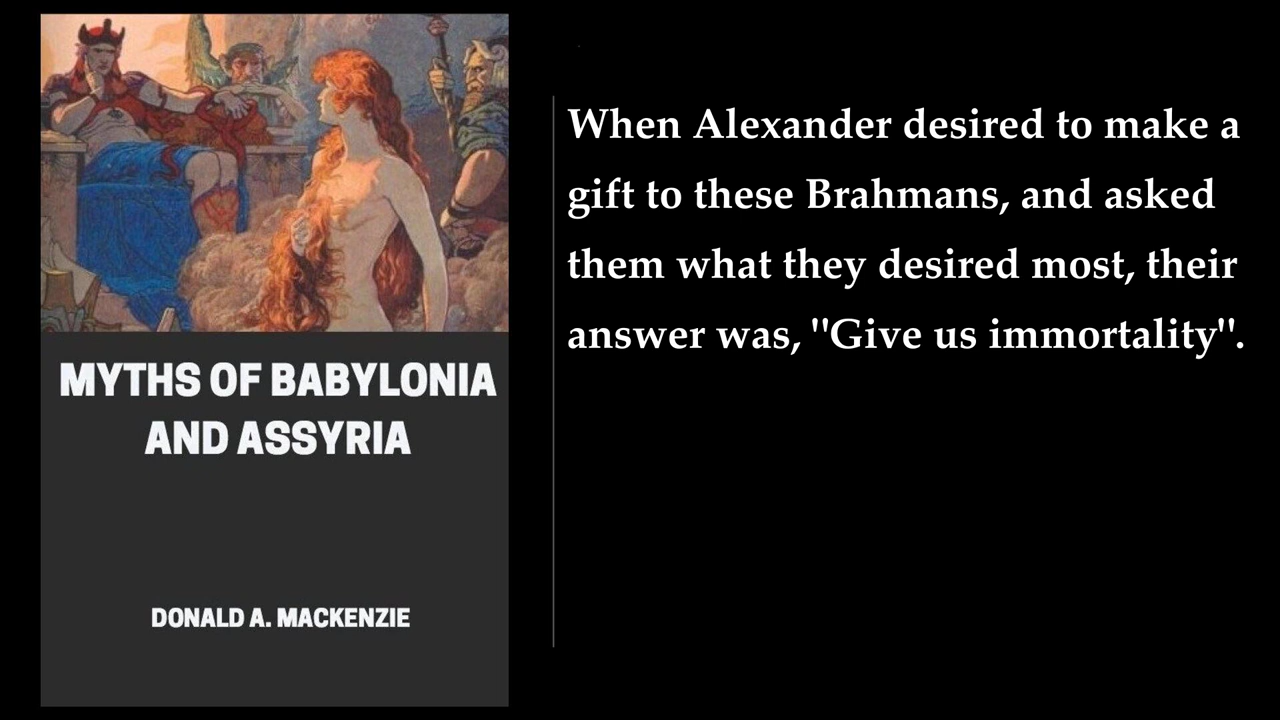 MYTHS OF BABYLONIA
AND ASSYRIA
DONALD A. MACKENZIE
When Alexander desired to make a
gift to these Brahmans, and asked
them what they desired most, their
answer was, "Give us immortality".